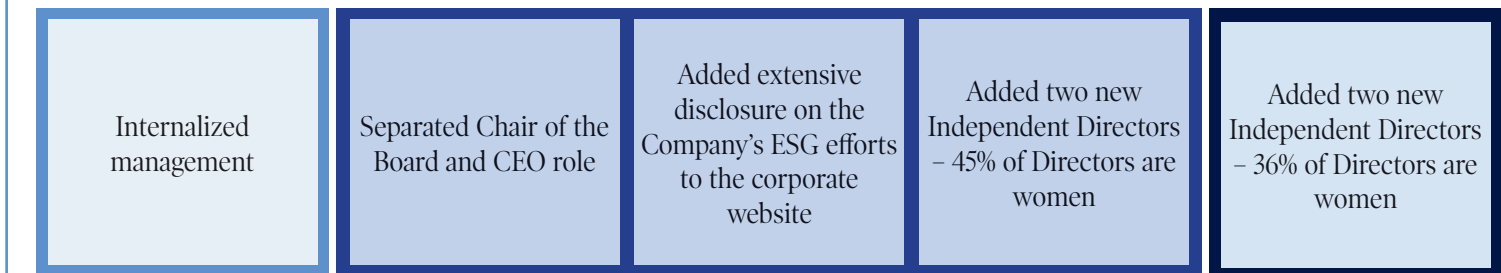 Internalized
management
Separated Chair of the
Board and CEO role
Added extensive
disclosure on the
Company's ESG efforts
to the corporate
website
Added two new
Independent Directors
– 45% of Directors are
women
Added two new
Independent Directors
– 36% of Directors are
women